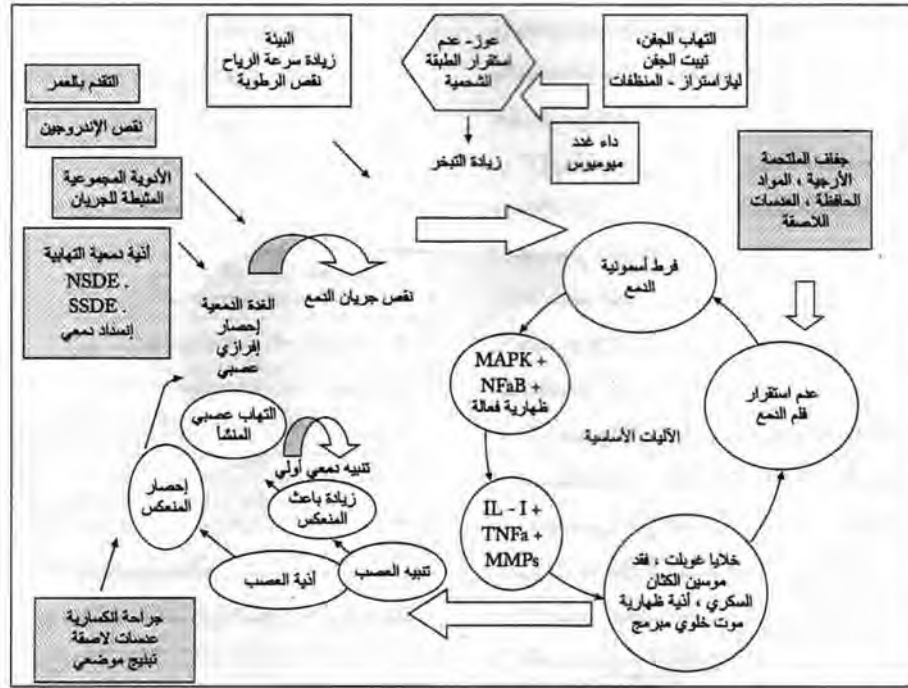 البيئة
زيادة سرعة الرياح
نقص الرطوبة
عوز - عدم
استقرار الطبقة
الشحمية
التهاب الجفن،
تيبت الجفن
ليازاستراز - المنظفات
داء غدد
ميوميوس
زيادة التبخر
التقدم بالعمر
نقص الإندروجين
الأدوية المجموعية
المثبطة للجريان
أذية دمعية التهابية
NSDE .
SSDE .
إنسداد دمعي
جفاف الملتحمة
الأرجية ، المواد
الحافظة ، العدسات
اللاصقة
نقص جريان الدمع
الغدة الدمعية
إحصار
إفرازي
عصبي
فرط أسمولية
الدمع
MAPK +
NFaB +
ظهارية فعالة
عدم استقرار
فلم الدمع
الآليات الأساسية
التهاب عصبي
المنشأ
تنبيه دمعي أولي
زيادة باعث
المنعكس
إحصار
المنعكس
IL - I +
TNFa +
MMPs
خلايا غوبلت ، فقد
موسين الكثان
السكري ، أذية ظهارية
موت خلوي مبرمج
تنبيه العصب
أذية العصب
جراحة انكسارية
عدسات لاصقة
تبنيج موضعي